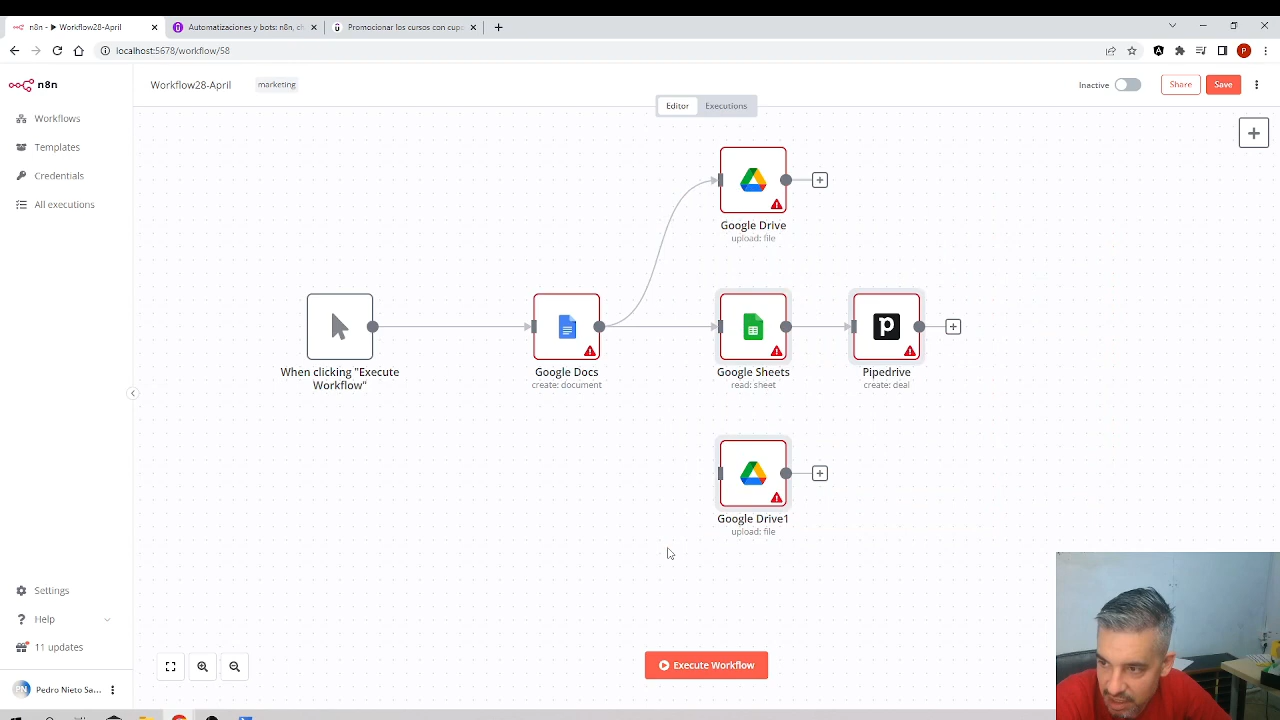 n8n - ▶ Workflow28-April
Automatizaciones y bots: n8n, ch
Promocionar los cursos con cup
localhost:5678/workflow/58
P
n8n
Workflow28-April
marketing
Inactive
Share
Save
Editor
Executions
Workflows
Templates
Credentials
All executions
Google Drive
upload: file
When clicking "Execute
Workflow"
Google Docs
create: document
Google Sheets
read: sheet
p
Pipedrive
create: deal
Google Drive1
upload: file
Settings
Help
11 updates
Pedro Nieto Sa...
Execute Workflow